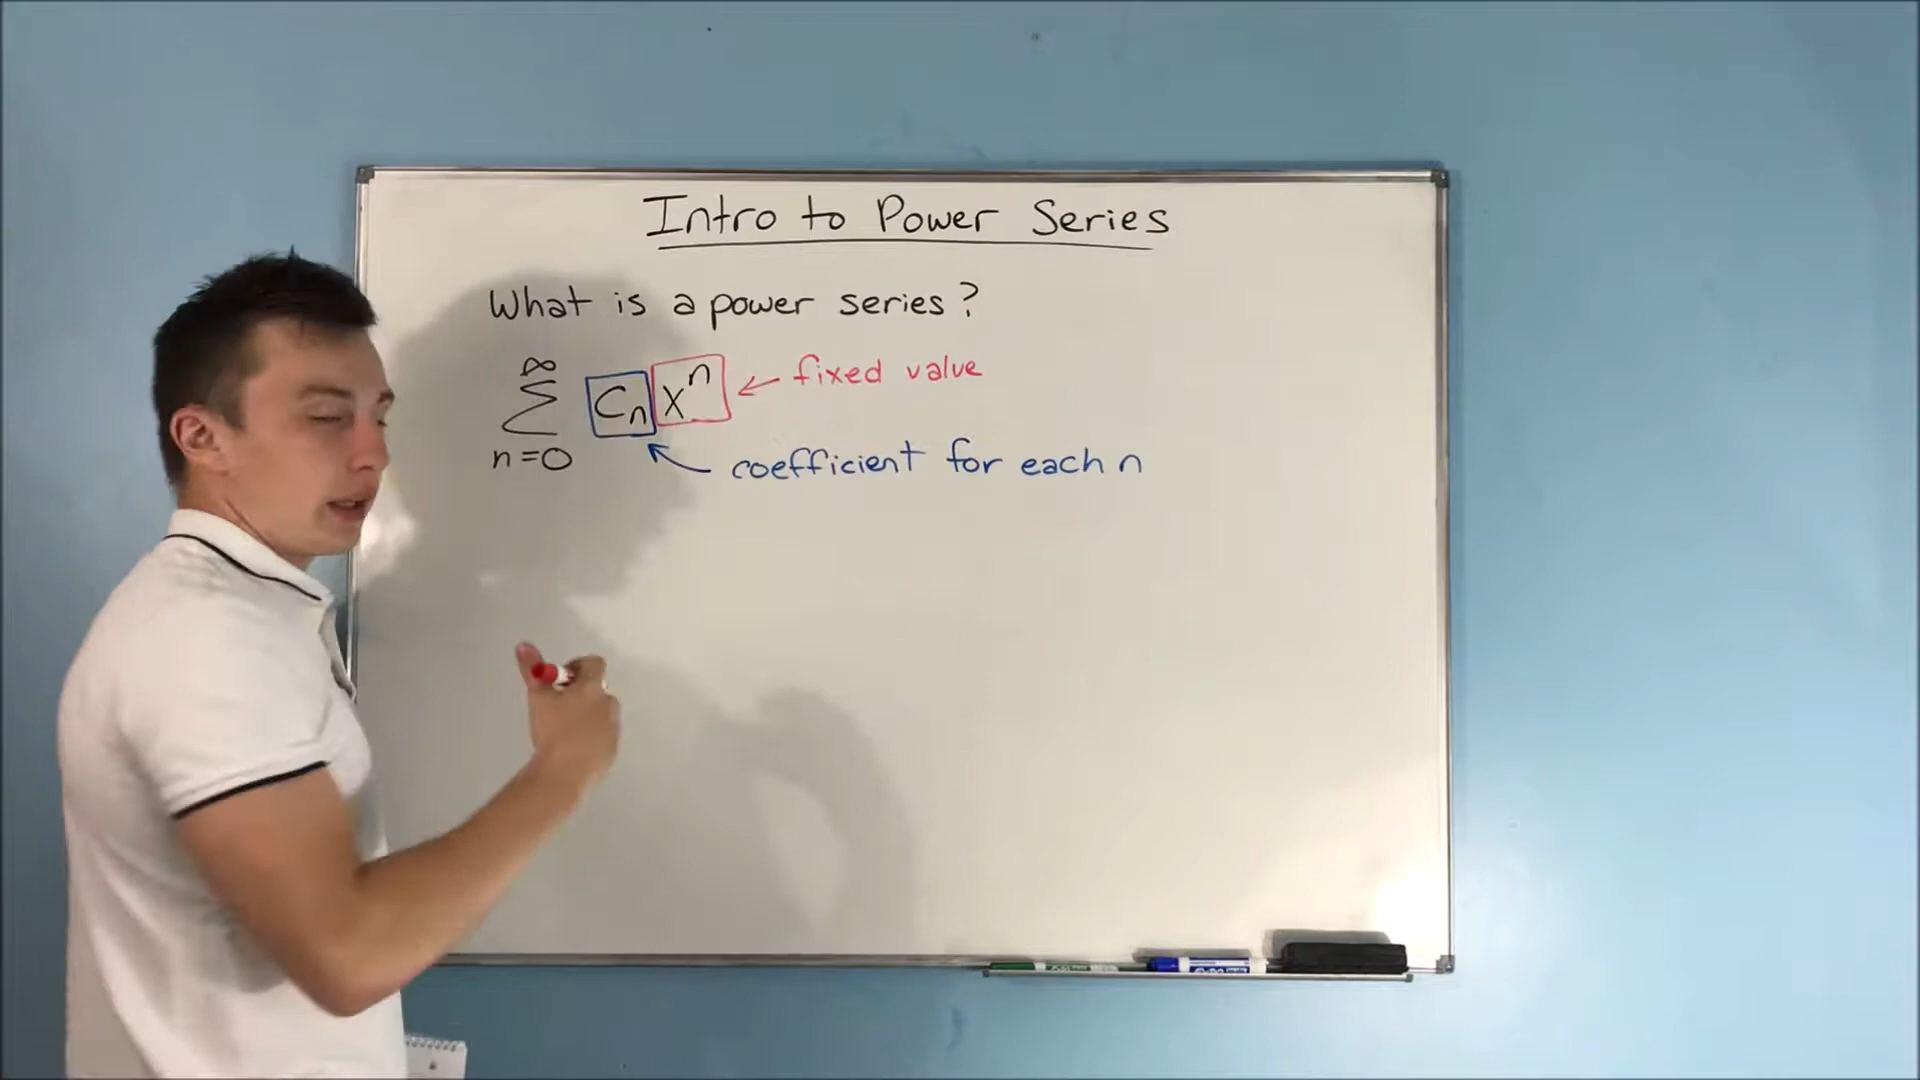 Intro to Power Series
What is a power series?
∞
Σ Cₙ xⁿ ← fixed value
n=0
coefficient for each n